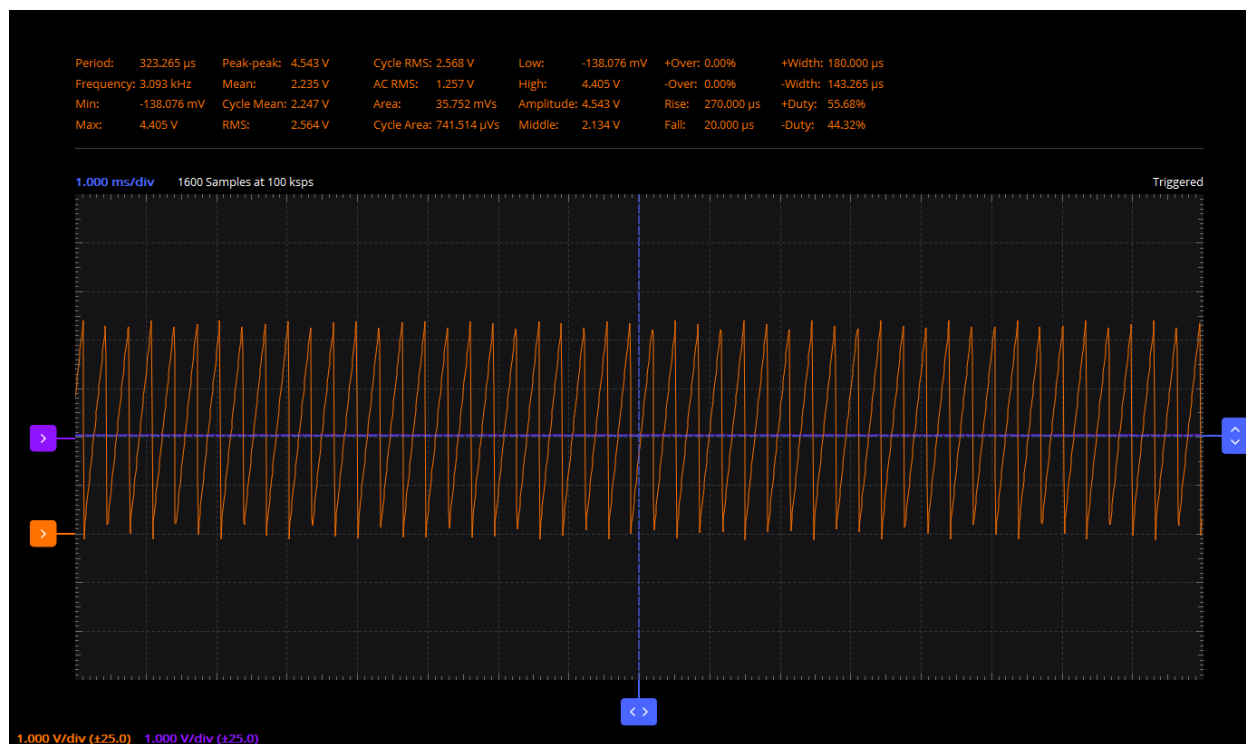 Period: 323.265 µs Peak-peak: 4.543 V Cycle RMS: 2.568 V Low: -138.076 mV +Over: 0.00% +Width: 180.000 µs
Frequency: 3.093 kHz Mean: 2.235 V AC RMS: 1.257 V High: 4.405 V -Over: 0.00% -Width: 143.265 µs
Min: -138.076 mV Cycle Mean: 2.247 V Area: 35.752 mVs Amplitude: 4.543 V Rise: 270.000 µs +Duty: 55.68%
Max: 4.405 V RMS: 2.564 V Cycle Area: 741.514 µVs Middle: 2.134 V Fall: 20.000 µs -Duty: 44.32%
1.000 ms/div 1600 Samples at 100 ksps Triggered
1.000 V/div (±25.0) 1.000 V/div (±25.0)